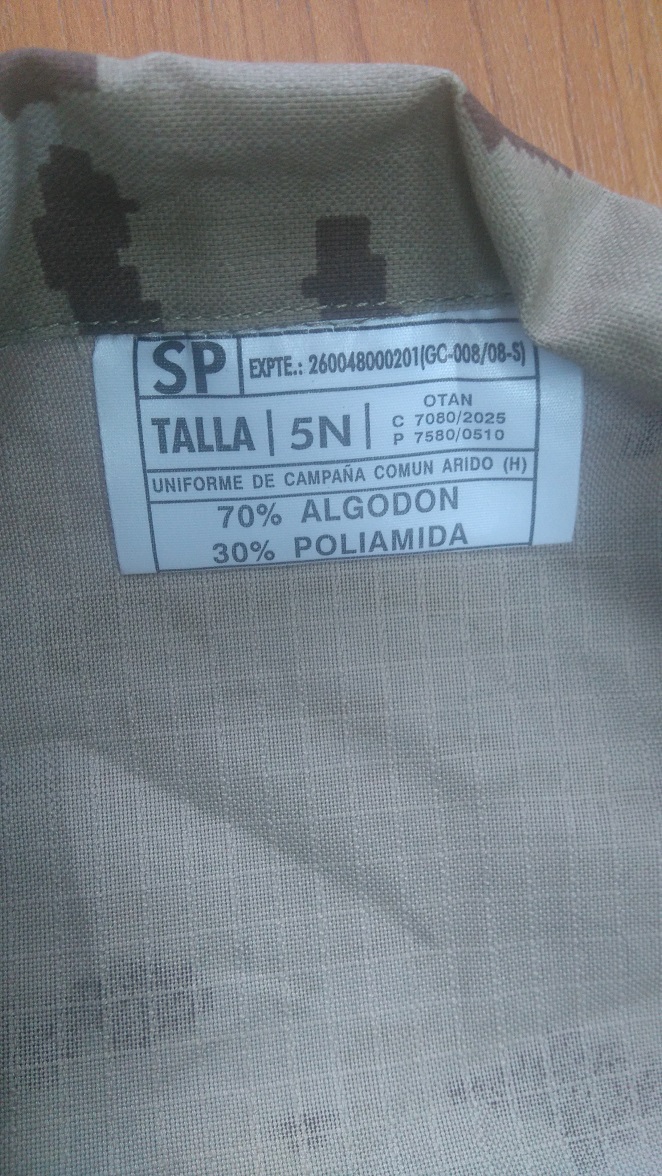 SP EXPTE.: 260048000201(GC-008/08-S)
TALLA 5N
OTAN
C 7080/2025
P 7580/0510
UNIFORME DE CAMPAÑA COMUN ARIDO (H)
70% ALGODON
30% POLIAMIDA